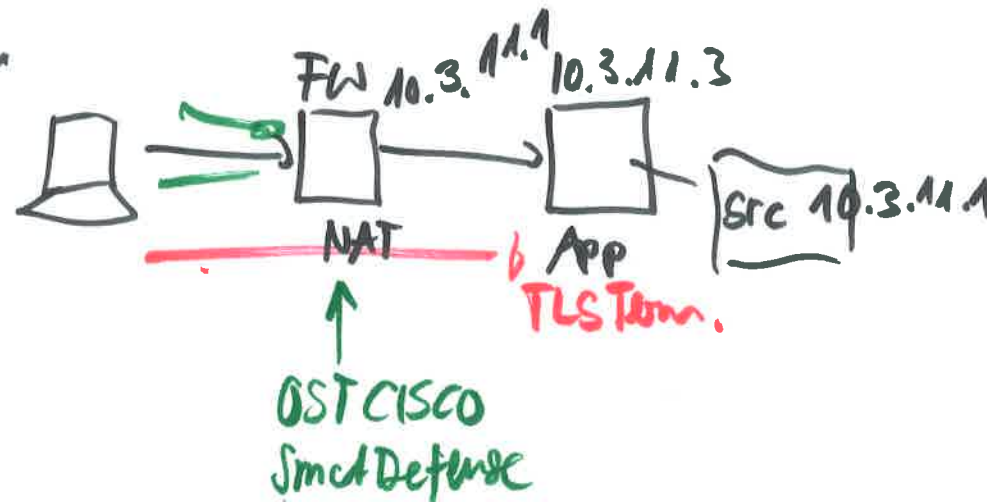 FW 10.3.11.1 10.3.11.3
src 10.3.11.1
NAT App
TLS Term.
OST CISCO
SmartDefense